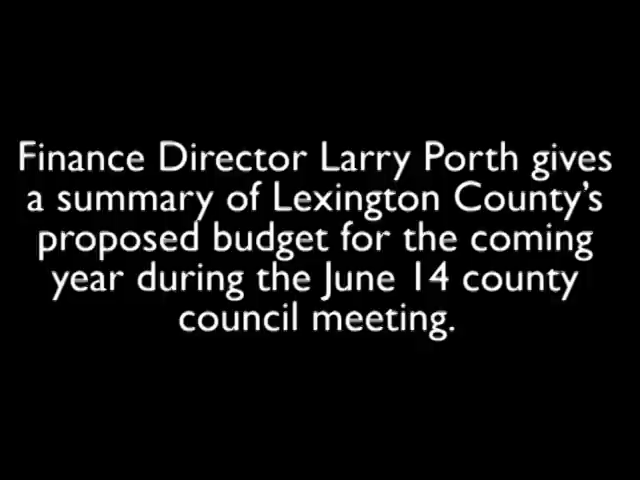 Finance Director Larry Porth gives
a summary of Lexington County’s
proposed budget for the coming
year during the June 14 county
council meeting.